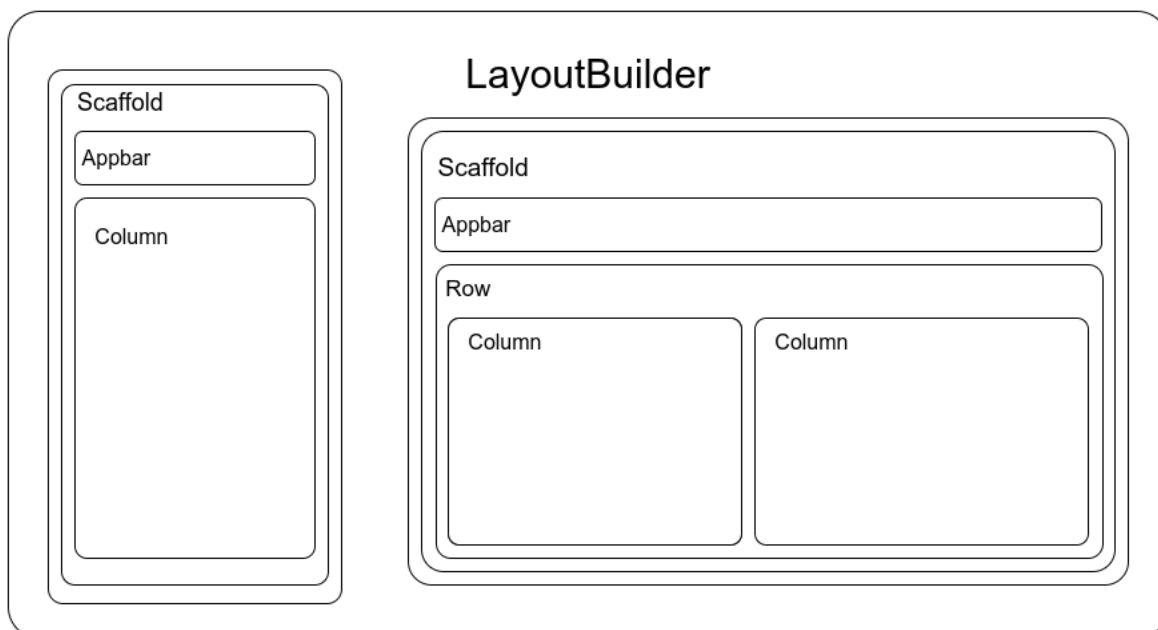 LayoutBuilder
Scaffold
Appbar
Column
Scaffold
Appbar
Row
Column
Column